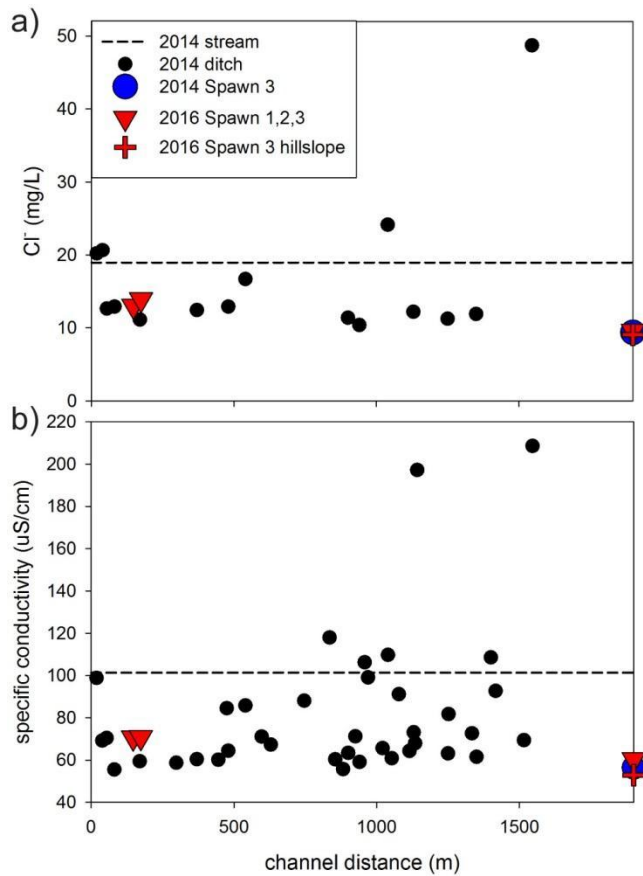 a)
50
40
30
20
10
0
Cl⁻ (mg/L)
2014 stream
2014 ditch
2014 Spawn 3
2016 Spawn 1,2,3
2016 Spawn 3 hillslope
b)
220
200
180
160
140
120
100
80
60
40
specific conductivity (uS/cm)
0 500 1000 1500
channel distance (m)